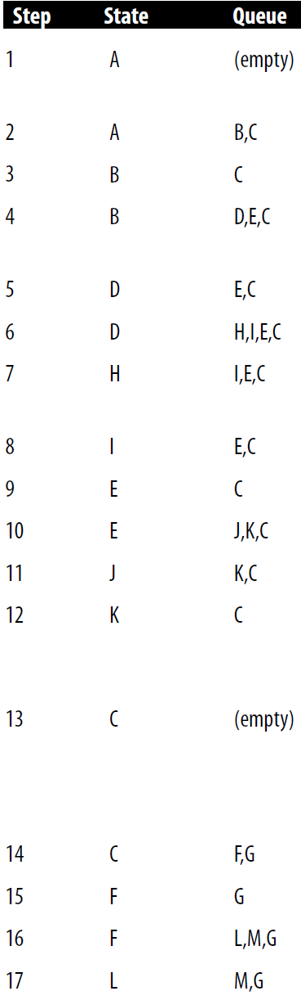 Step State Queue
1 A (empty)
2 A B,C
3 B C
4 B D,E,C
5 D E,C
6 D H,I,E,C
7 H I,E,C
8 I E,C
9 E C
10 E J,K,C
11 J K,C
12 K C
13 C (empty)
14 C F,G
15 F G
16 F L,M,G
17 L M,G